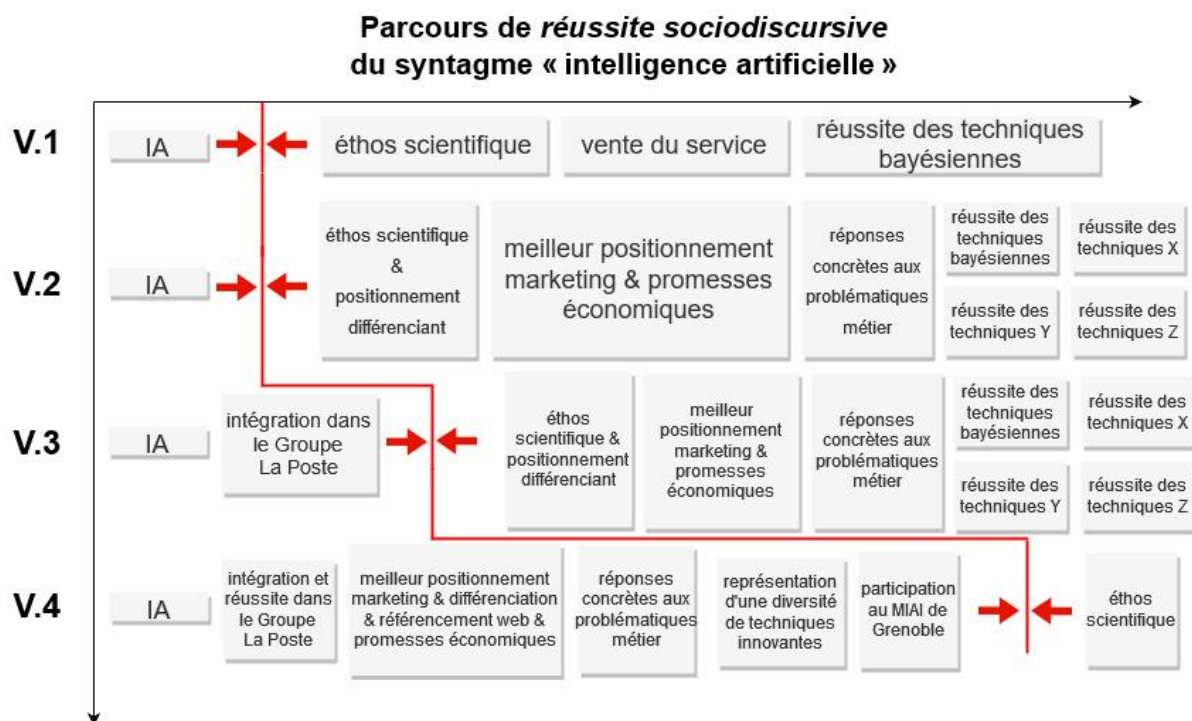 Parcours de réussite sociodiscursive
du syntagme « intelligence artificielle »
V.1
IA
éthos scientifique
vente du service
réussite des techniques
bayésiennes
V.2
IA
éthos scientifique
&
positionnement
différenciant
meilleur positionnement
marketing & promesses
économiques
réponses
concrètes aux
problématiques
métier
réussite des
techniques
bayésiennes
réussite des
techniques X
réussite des
techniques Y
réussite des
techniques Z
V.3
IA
intégration dans
le Groupe
La Poste
éthos
scientifique &
positionnement
différenciant
meilleur
positionnement
marketing &
promesses
économiques
réponses
concrètes aux
problématiques
métier
réussite des
techniques
bayésiennes
réussite des
techniques X
réussite des
techniques Y
réussite des
techniques Z
V.4
IA
intégration et
réussite dans
le Groupe
La Poste
meilleur positionnement
marketing & différenciation
& référencement web &
promesses économiques
réponses
concrètes aux
problématiques
métier
représentation
d'une diversité
de techniques
innovantes
participation
au MIAI de
Grenoble
éthos
scientifique